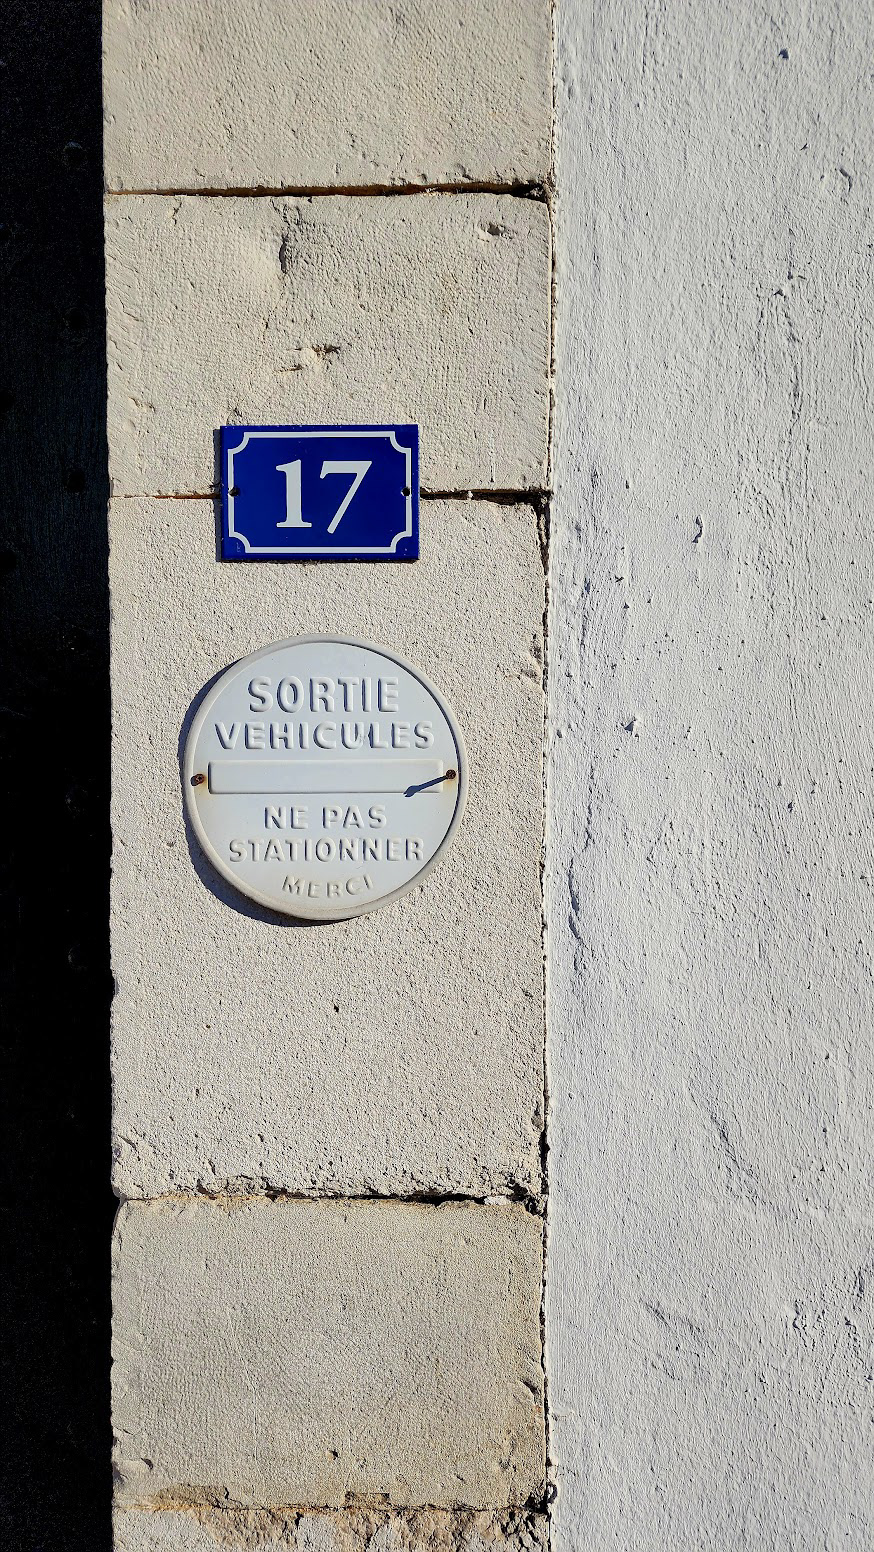 17
SORTIE
VEHICULES
NE PAS
STATIONNER
MERCI